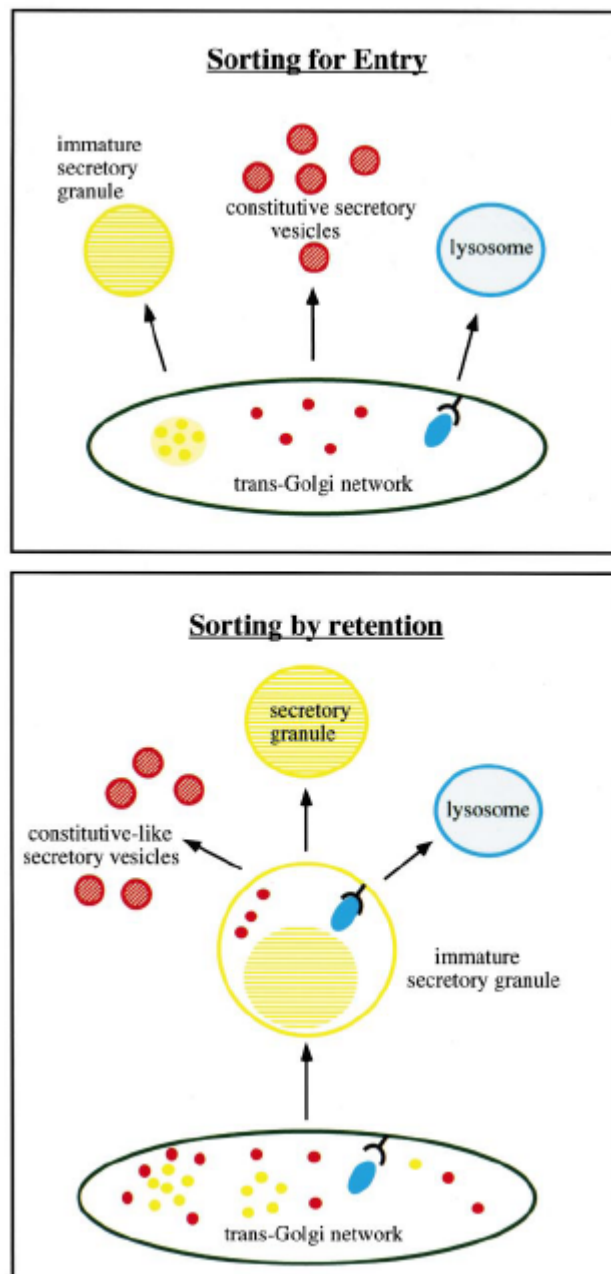 Sorting for Entry
immature
secretory
granule
constitutive secretory
vesicles
lysosome
trans-Golgi network
Sorting by retention
secretory
granule
constitutive-like
secretory vesicles
lysosome
immature
secretory granule
trans-Golgi network